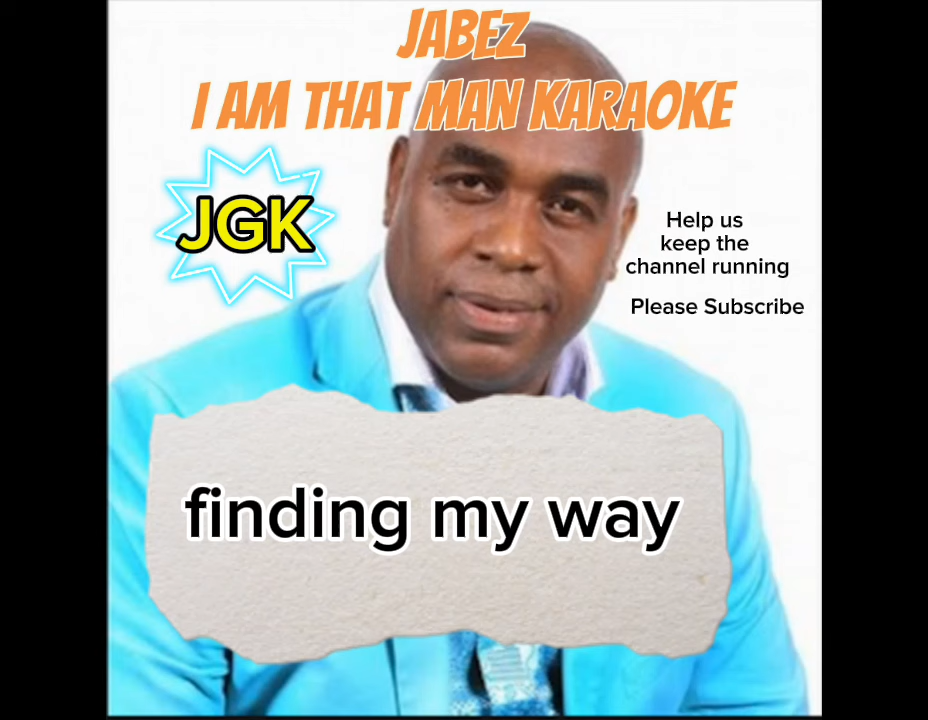 JABEZ
I AM THAT MAN KARAOKE
JGK
Help us
keep the
channel running
Please Subscribe
finding my way